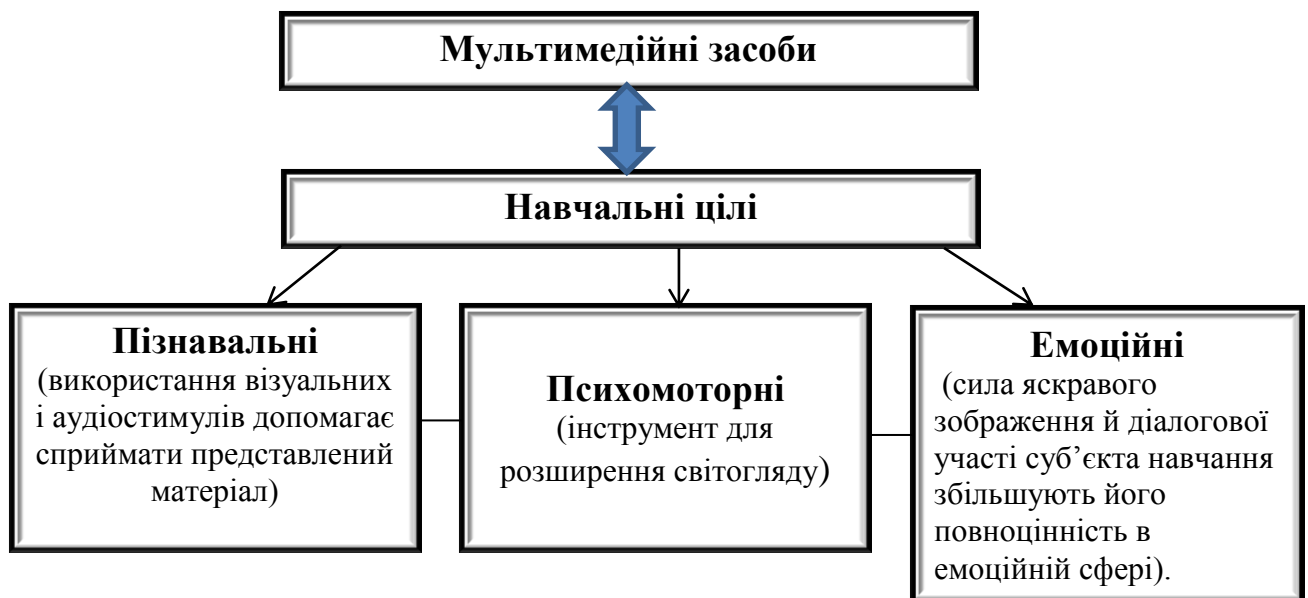 Мультимедійні засоби
Навчальні цілі
Пізнавальні
(використання візуальних
і аудіостимулів допомагає
сприймати представлений
матеріал)
Психомоторні
(інструмент для
розширення світогляду)
Емоційні
(сила яскравого
зображення й діалогової
участі суб’єкта навчання
збільшують його
повноцінність в
емоційній сфері).